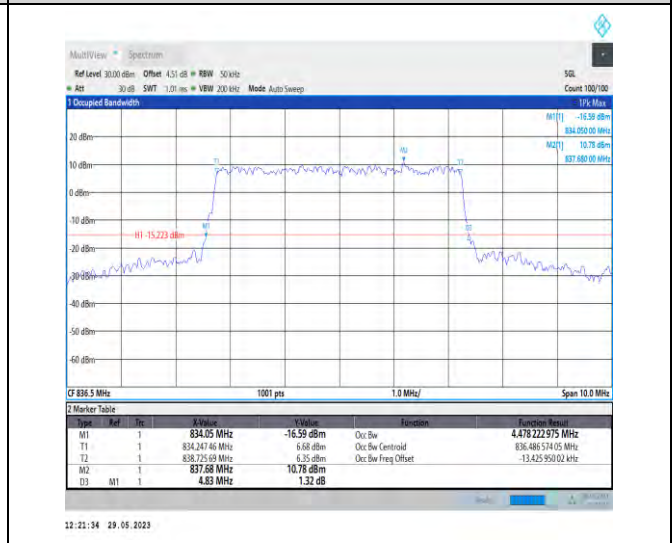 MultiView Spectrum
Ref Level 30.00 dBm Offset 4.51 dB RBW 50 kHz SGL
Att 30 dB SWT 1.01 ms VBW 200 kHz Mode Auto Sweep Count 100/100
1 Occupied Bandwidth 1Pk Max
M1[1] -16.59 dBm
834.050 00 MHz
M2[1] 10.78 dBm
837.680 00 MHz
20 dBm
M2
T1
10 dBm
0 dBm
-10 dBm
M1
D3
H1 -15.223 dBm
-20 dBm
-30 dBm
-40 dBm
-50 dBm
-60 dBm
CF 836.5 MHz 1001 pts 1.0 MHz/ Span 10.0 MHz
2 Marker Table
Type Ref Trc X-Value Y-Value Function Function Result
M1 1 834.05 MHz -16.59 dBm Occ Bw 4.478 222 975 MHz
T1 1 834.247 46 MHz 6.68 dBm Occ Bw Centroid 836.486 574 05 MHz
T2 1 838.725 69 MHz 6.35 dBm Occ Bw Freq Offset -13.425 950 02 kHz
M2 1 837.68 MHz 10.78 dBm
D3 M1 1 4.83 MHz 1.32 dB
12:21:34 29.05.2023